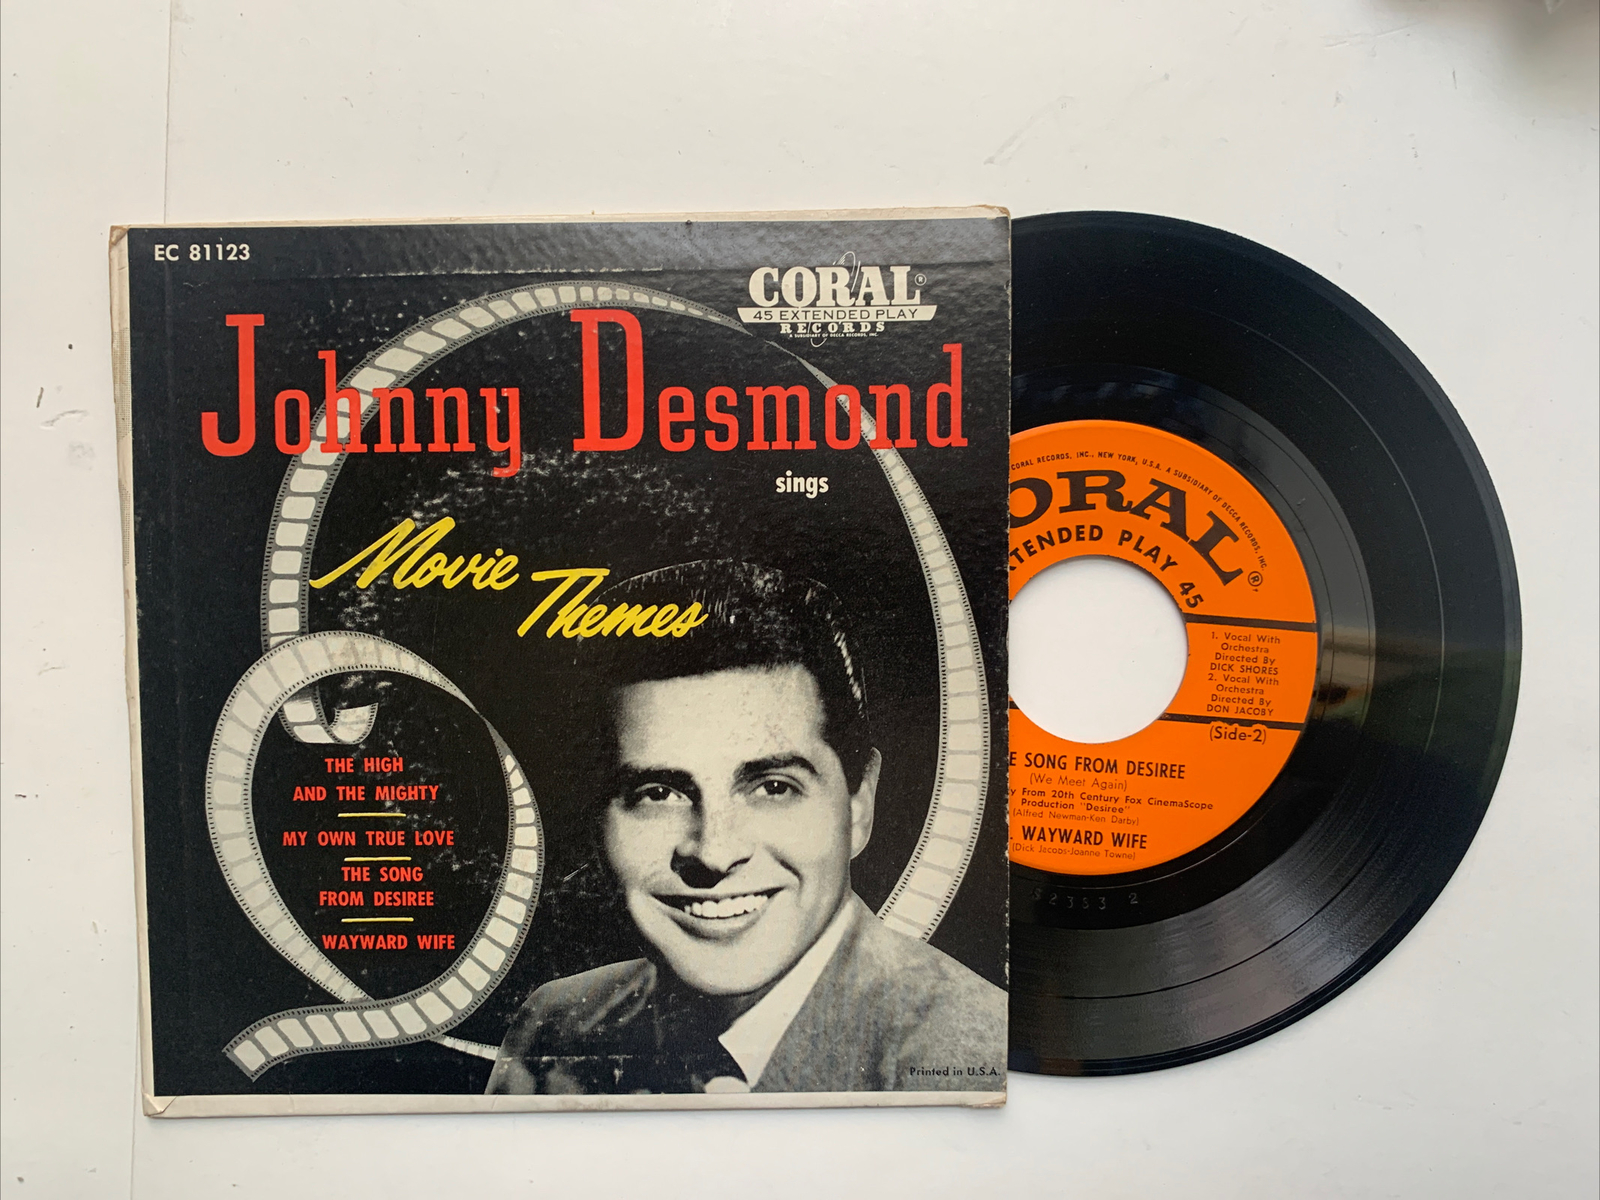 EC 81123
CORAL®
45 EXTENDED PLAY
RECORDS
A SUBSIDIARY OF DECCA RECORDS, INC.
Johnny Desmond
sings
Movie
Themes
THE HIGH
AND THE MIGHTY
MY OWN TRUE LOVE
THE SONG
FROM DESIREE
WAYWARD WIFE
Printed in U.S.A.
CORAL RECORDS, INC., NEW YORK, U.S.A. A SUBSIDIARY OF DECCA RECORDS, INC.
ORAL®
TENDED PLAY 45
1. Vocal With
Orchestra
Directed By
DICK SHORES
2. Vocal With
Orchestra
Directed By
DON JACOBY
(Side-2)
E SONG FROM DESIREE
(We Meet Again)
y From 20th Century Fox CinemaScope
Production "Desiree"
(Alfred Newman-Ken Darby)
. WAYWARD WIFE
(Dick Jacobs-Joanne Towne)